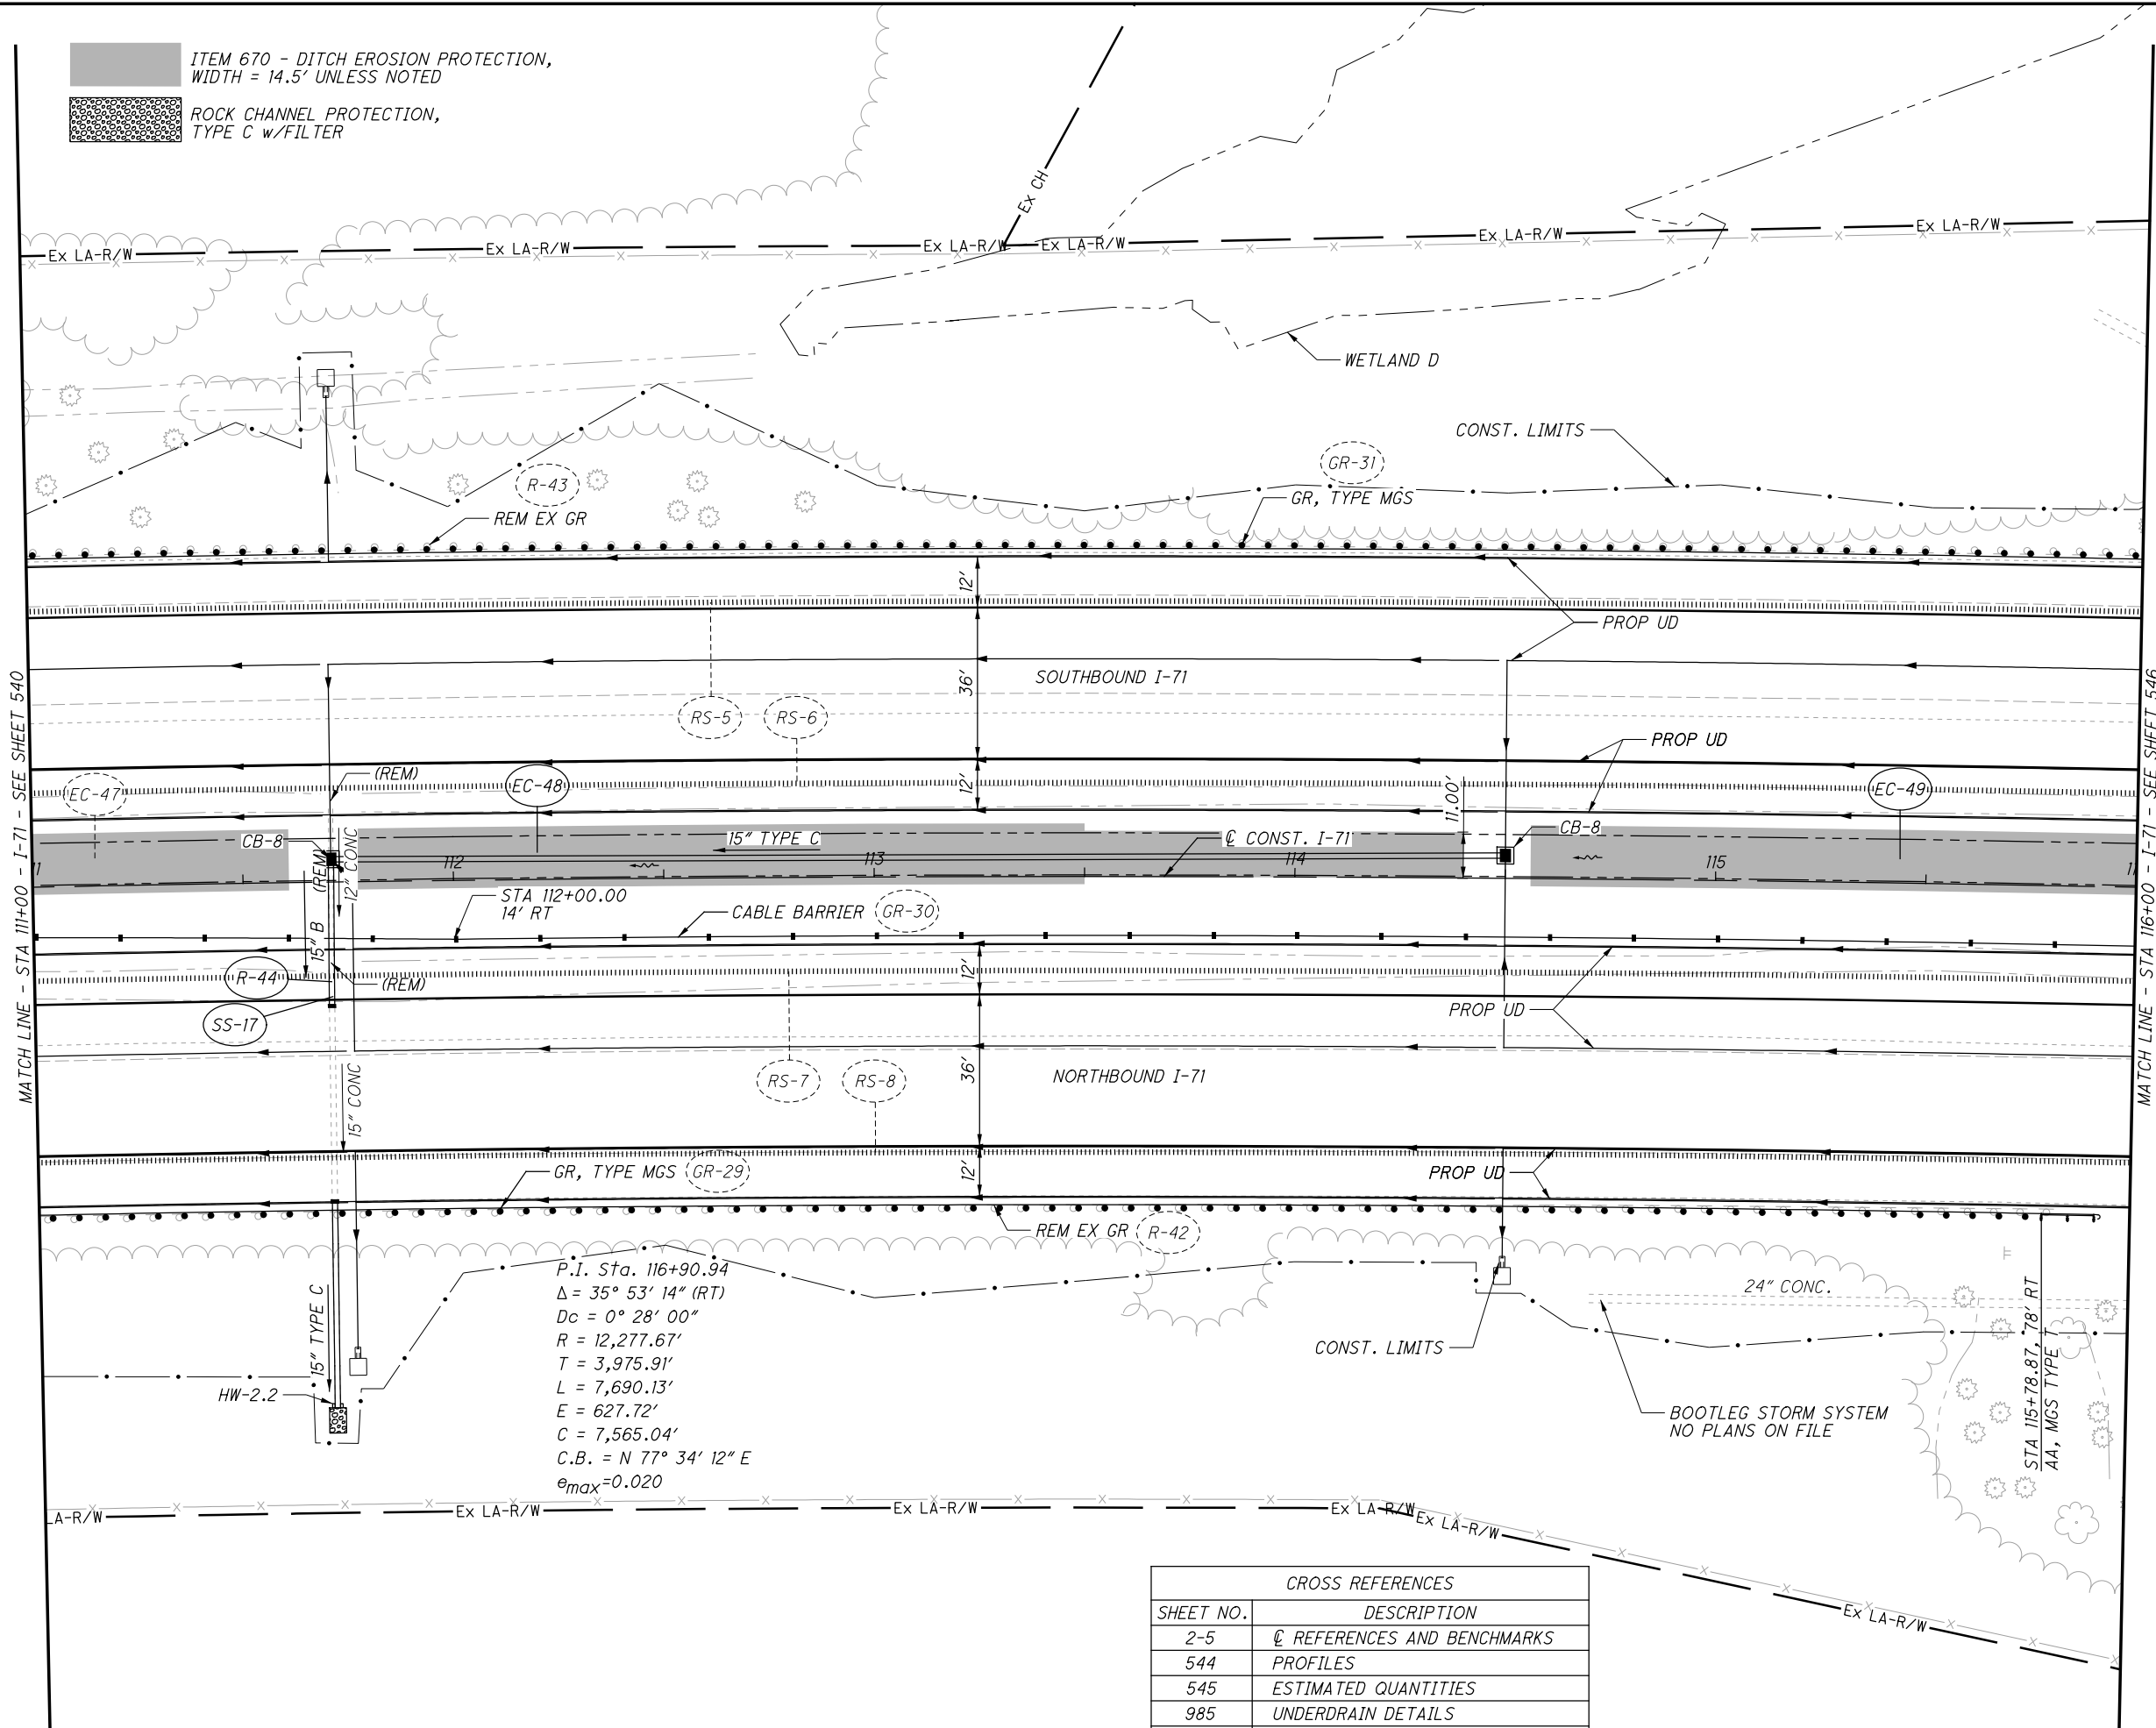 ITEM 670 - DITCH EROSION PROTECTION,
WIDTH = 14.5' UNLESS NOTED
ROCK CHANNEL PROTECTION,
TYPE C w/FILTER
Ex CH
Ex LA-R/W
Ex LA-R/W
Ex LA-R/W
Ex LA-R/W
Ex LA-R/W
Ex LA-R/W
WETLAND D
CONST. LIMITS
GR-31
GR, TYPE MGS
R-43
REM EX GR
12'
PROP UD
36'
SOUTHBOUND I-71
RS-5
RS-6
PROP UD
MATCH LINE - STA 111+00 - I-71 - SEE SHEET 540
MATCH LINE - STA 116+00 - I-71 - SEE SHEET 546
(REM)
EC-47
EC-48
12'
11.00'
EC-49
CB-8
15" TYPE C
℄ CONST. I-71
CB-8
11
112
113
114
115
11
(REM)
12" CONC
15" B
STA 112+00.00
14' RT
CABLE BARRIER
GR-30
R-44
(REM)
12'
SS-17
PROP UD
15" CONC
RS-7
RS-8
36'
NORTHBOUND I-71
GR, TYPE MGS
GR-29
12'
PROP UD
REM EX GR
R-42
P.I. Sta. 116+90.94
Δ = 35° 53' 14" (RT)
Dc = 0° 28' 00"
R = 12,277.67'
T = 3,975.91'
L = 7,690.13'
E = 627.72'
C = 7,565.04'
C.B. = N 77° 34' 12" E
emax=0.020
15" TYPE C
HW-2.2
CONST. LIMITS
24" CONC.
BOOTLEG STORM SYSTEM
NO PLANS ON FILE
STA 115+78.87, 78' RT
AA, MGS TYPE T
LA-R/W
Ex LA-R/W
Ex LA-R/W
Ex LA-R/W
Ex LA-R/W
Ex LA-R/W
CROSS REFERENCES
SHEET NO. DESCRIPTION
2-5 ℄ REFERENCES AND BENCHMARKS
544 PROFILES
545 ESTIMATED QUANTITIES
985 UNDERDRAIN DETAILS